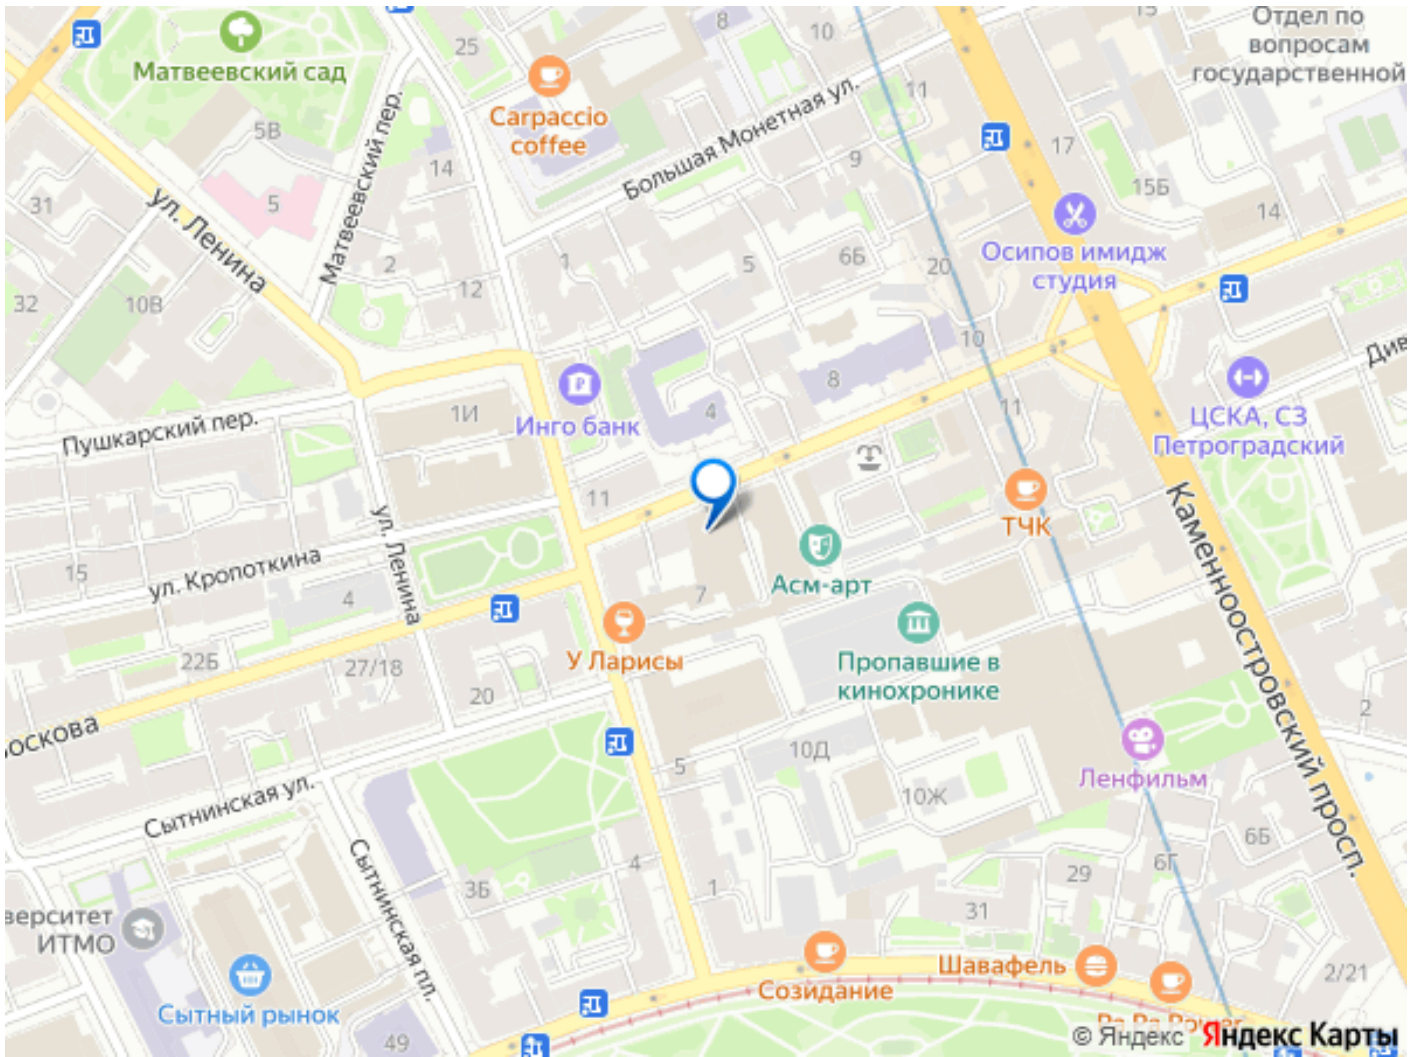 Отдел по
вопросам
государственной
8
10
15
25
Матвеевский сад
Carpaccio
coffee
11
Большая Монетная ул.
17
5В
Матвеевский пер.
14
9
15Б
31
5
ул. Ленина
14
Осипов имидж
студия
2
1
5
6Б
20
12
32
10В
10
Див
8
11
1И
Инго банк
4
ЦСКА, СЗ
Петроградский
Пушкарский пер.
11
ТЧК
ул. Ленина
Каменноостровский просп.
15
ул. Кропоткина
4
7
Асм-арт
22Б
27/18
У Ларисы
Пропавшие в
кинохронике
20
2
оскова
5
10Д
Ленфильм
10Ж
Сытнинская ул.
6Б
4
6Г
29
Сытнинская пл.
3Б
1
31
верситет
ИТМО
Шавафель
2/21
Созидание
Сытный рынок
49
© Яндекс Яндекс Карты